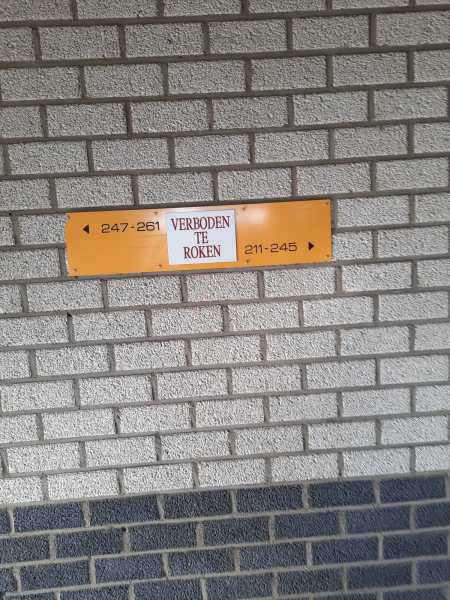 ◄ 247-261
VERBODEN
TE
ROKEN
211-245 ►